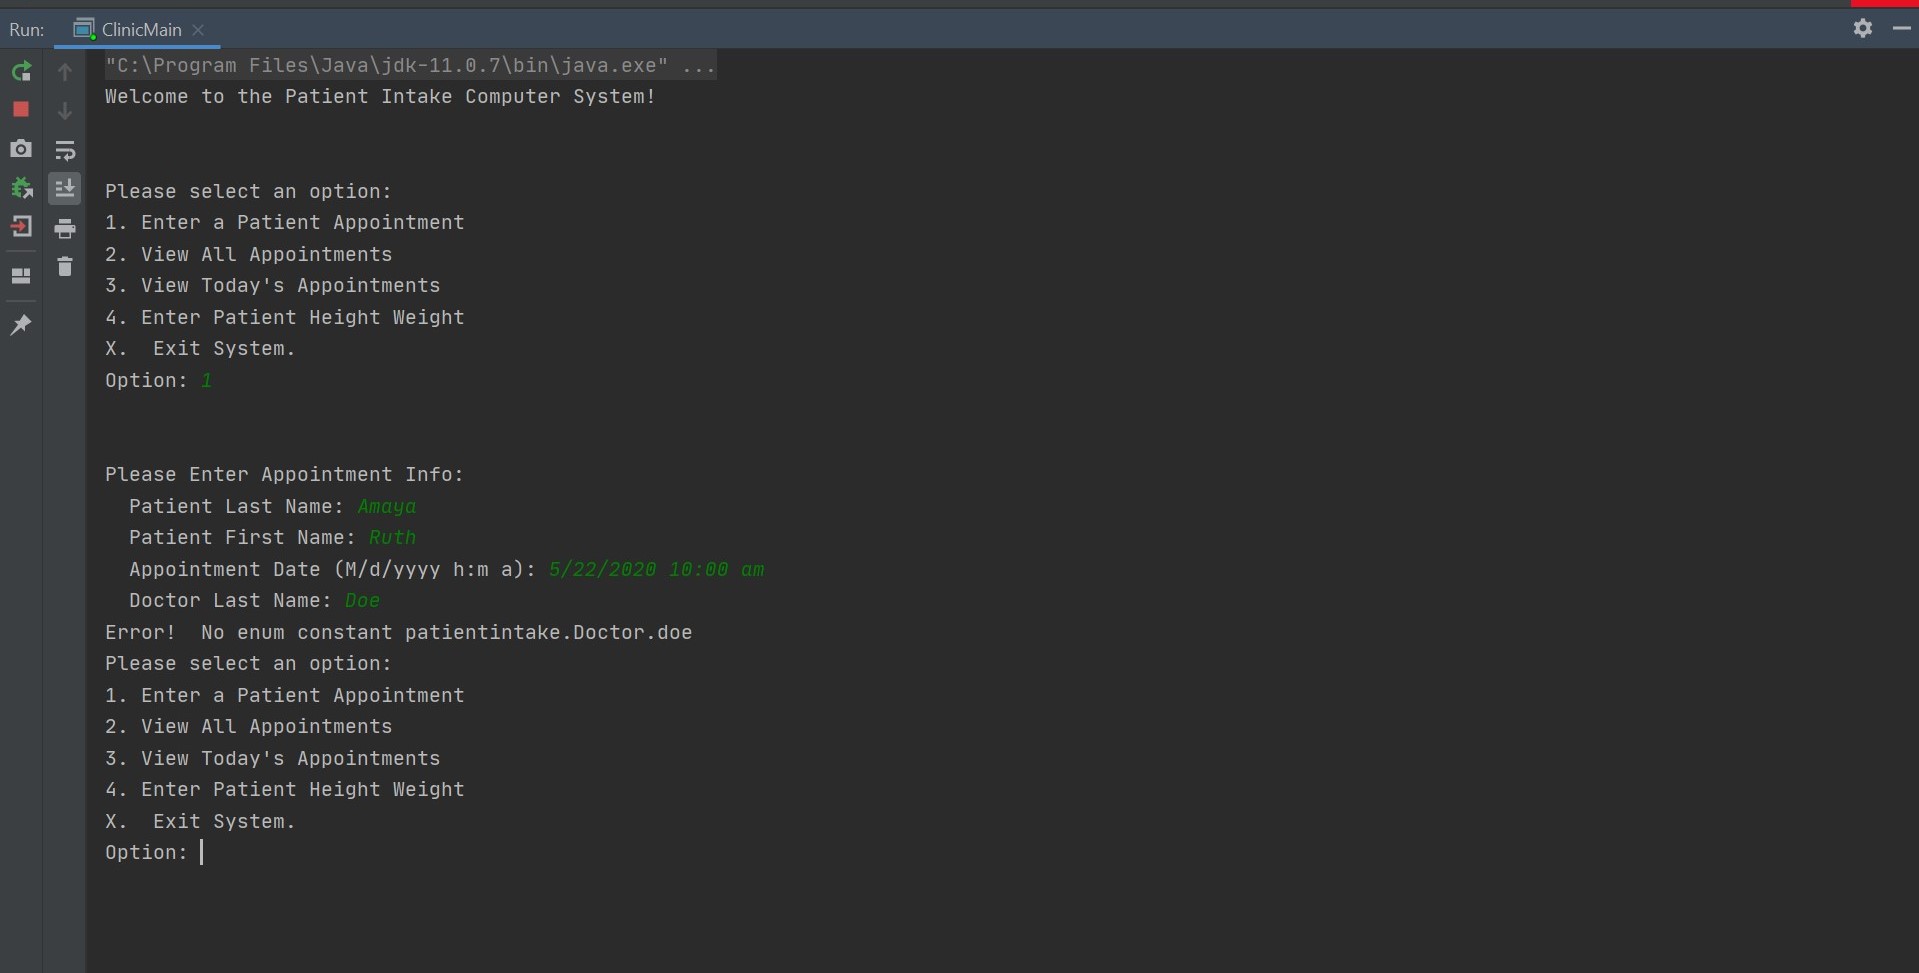 Run: ClinicMain
"C:\Program Files\Java\jdk-11.0.7\bin\java.exe" ...
Welcome to the Patient Intake Computer System!
Please select an option:
1. Enter a Patient Appointment
2. View All Appointments
3. View Today's Appointments
4. Enter Patient Height Weight
X.  Exit System.
Option: 1
Please Enter Appointment Info:
  Patient Last Name: Amaya
  Patient First Name: Ruth
  Appointment Date (M/d/yyyy h:m a): 5/22/2020 10:00 am
  Doctor Last Name: Doe
Error!  No enum constant patientintake.Doctor.doe
Please select an option:
1. Enter a Patient Appointment
2. View All Appointments
3. View Today's Appointments
4. Enter Patient Height Weight
X.  Exit System.
Option: